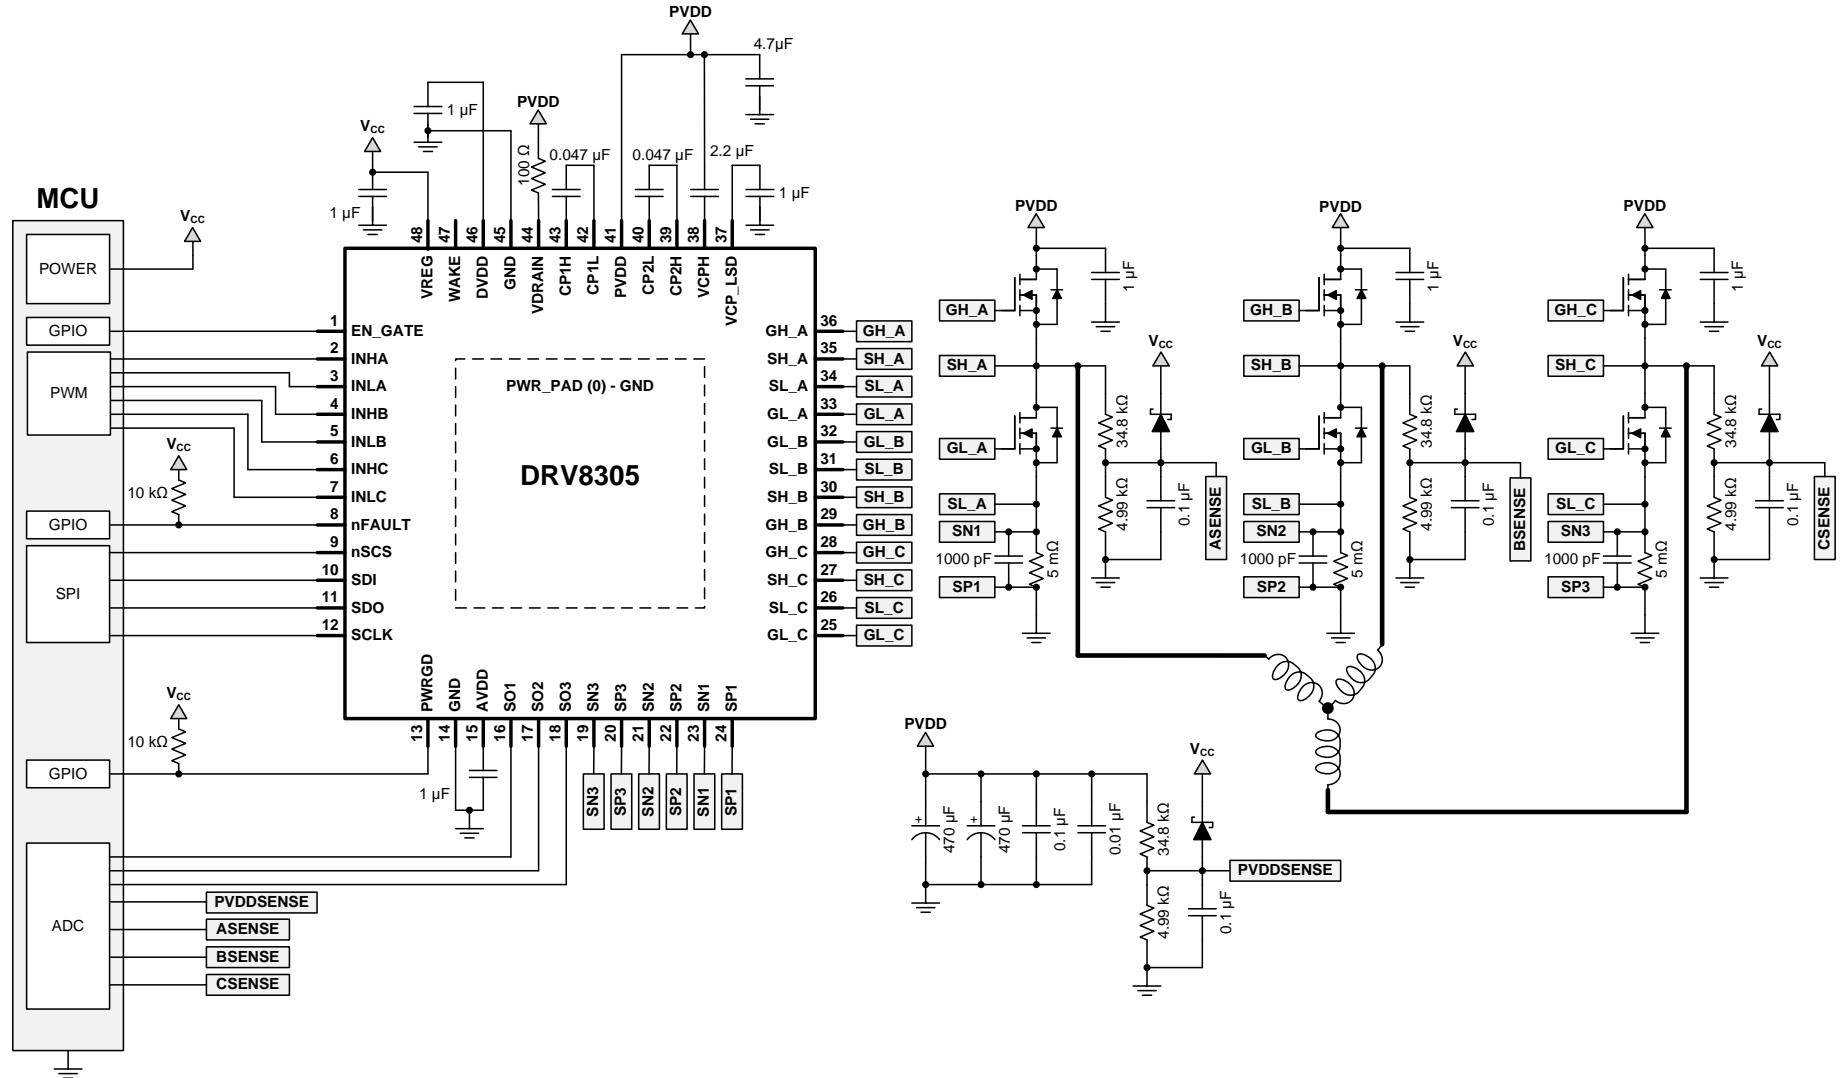 PVDD
4.7µF
1 µF
PVDD
VCC
100 Ω
0.047 µF
0.047 µF
2.2 µF
1 µF
1 µF
MCU
VCC
POWER
GPIO
PWM
VCC
10 kΩ
GPIO
SPI
VCC
10 kΩ
GPIO
ADC
PVDDSENSE
ASENSE
BSENSE
CSENSE
48 VREG
47 WAKE
46 DVDD
45 GND
44 VDRAIN
43 CP1H
42 CP1L
41 PVDD
40 CP2L
39 CP2H
38 VCPH
37 VCP_LSD
1 EN_GATE
2 INHA
3 INLA
4 INHB
5 INLB
6 INHC
7 INLC
8 nFAULT
9 nSCS
10 SDI
11 SDO
12 SCLK
PWR_PAD (0) - GND
DRV8305
GH_A 36 GH_A
SH_A 35 SH_A
SL_A 34 SL_A
GL_A 33 GL_A
GL_B 32 GL_B
SL_B 31 SL_B
SH_B 30 SH_B
GH_B 29 GH_B
GH_C 28 GH_C
SH_C 27 SH_C
SL_C 26 SL_C
GL_C 25 GL_C
PWRGD 13
GND 14
AVDD 15
SO1 16
SO2 17
SO3 18
SN3 19 SN3
SP3 20 SP3
SN2 21 SN2
SP2 22 SP2
SN1 23 SN1
SP1 24 SP1
1 µF
PVDD
1 µF
GH_A
SH_A
VCC
34.8 kΩ
GL_A
SL_A
SN1
1000 pF
SP1
5 mΩ
4.99 kΩ
0.1 µF
ASENSE
PVDD
1 µF
GH_B
SH_B
VCC
34.8 kΩ
GL_B
SL_B
SN2
1000 pF
SP2
5 mΩ
4.99 kΩ
0.1 µF
BSENSE
PVDD
1 µF
GH_C
SH_C
VCC
34.8 kΩ
GL_C
SL_C
SN3
1000 pF
SP3
5 mΩ
4.99 kΩ
0.1 µF
CSENSE
PVDD
470 µF
+
470 µF
+
0.1 µF
0.01 µF
34.8 kΩ
VCC
PVDDSENSE
4.99 kΩ
0.1 µF